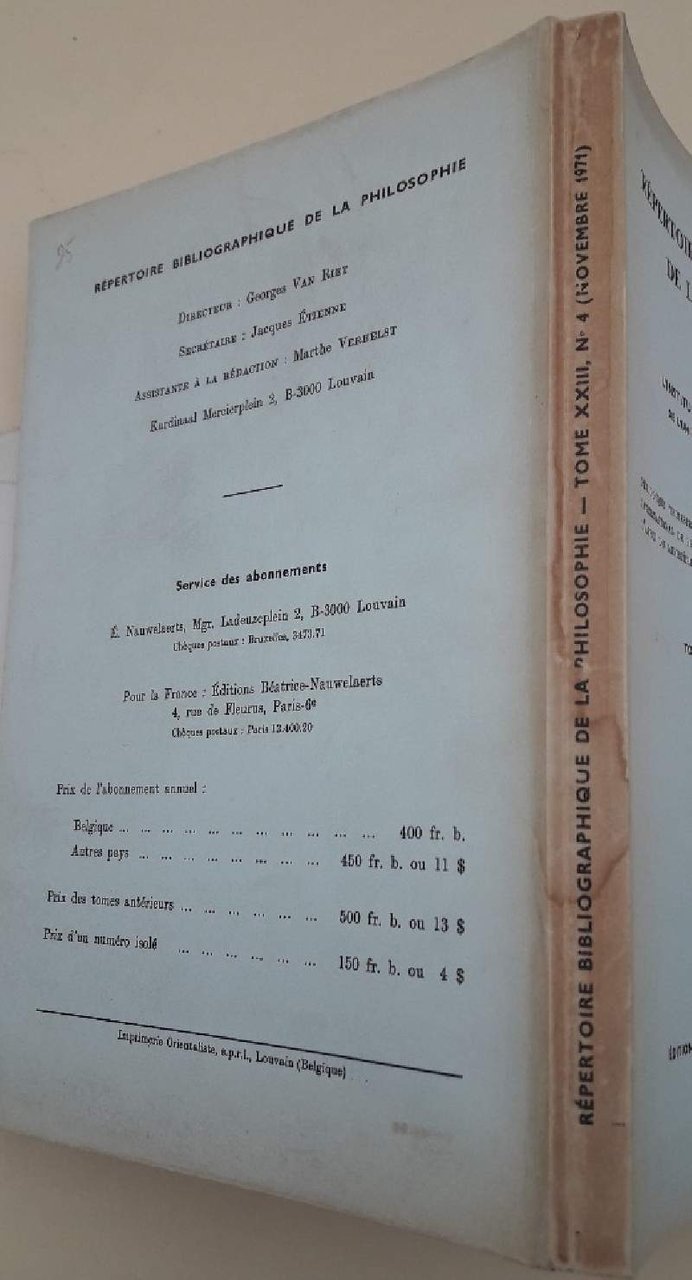 95
RÉPERTOIRE BIBLIOGRAPHIQUE DE LA PHILOSOPHIE
DIRECTEUR : Georges VAN RIET
SECRÉTAIRE : Jacques ÉTIENNE
ASSISTANTE À LA RÉDACTION : Marthe VERHELST
Kardinaal Mercierplein 2, B-3000 Louvain
Service des abonnements
É. Nauwelaerts, Mgr. Ladeuzeplein 2, B-3000 Louvain
Chèques postaux : Bruxelles, 3473.71
Pour la France : Éditions Béatrice-Nauwelaerts
4, rue de Fleurus, Paris-6e
Chèques postaux : Paris 13.400.20
Prix de l'abonnement annuel :
Belgique ... ... ... ... ... ... ... ... ... ... ... 400 fr. b.
Autres pays ... ... ... ... ... ... ... ... 450 fr. b. ou 11 $
Prix des tomes antérieurs ... ... ... ... ... ... 500 fr. b. ou 13 $
Prix d'un numéro isolé ... ... ... ... ... ... 150 fr. b. ou 4 $
Imprimerie Orientaliste, s.p.r.l., Louvain (Belgique)
RÉPERTOIRE BIBLIOGRAPHIQUE DE LA PHILOSOPHIE — TOME XXIII, N° 4 (NOVEMBRE 1971)
RÉPERTOI
DE L